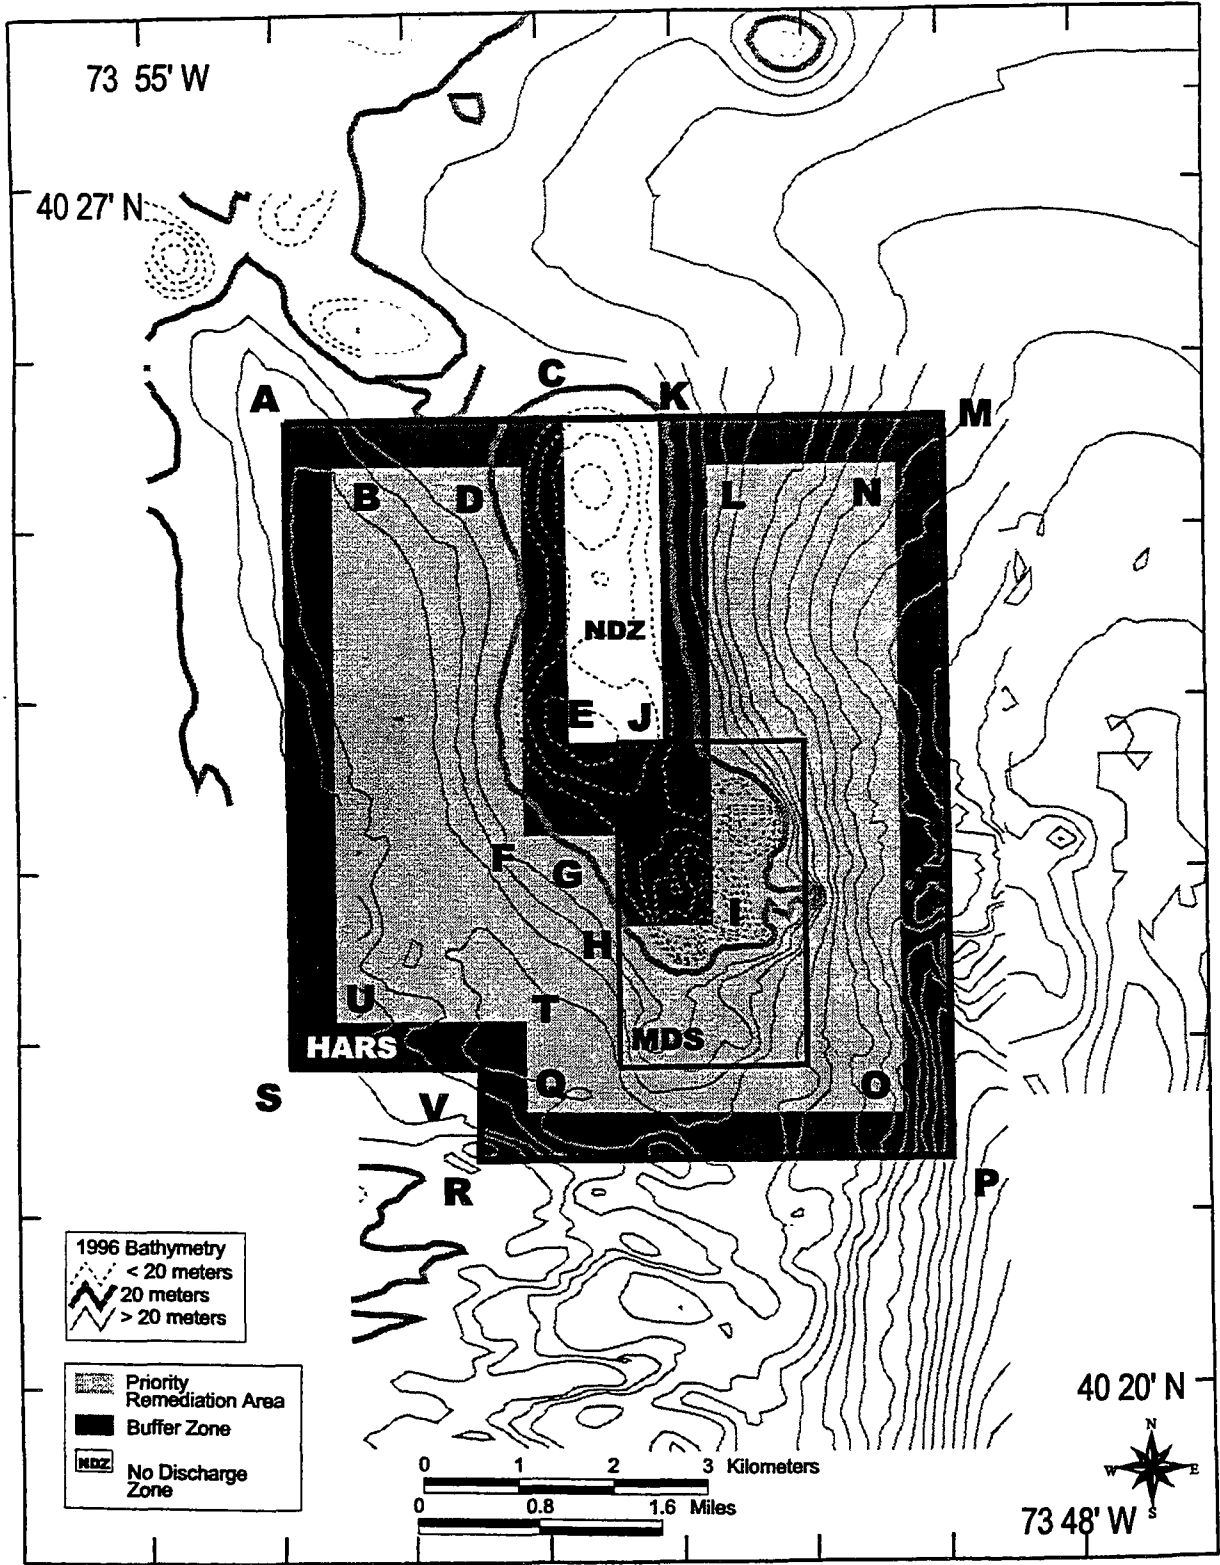 73 55' W
40 27' N
C
A
K
M
B
D
L
N
NDZ
E
J
F
G
I
H
U
T
HARS
MDS
Q
O
S
V
R
P
1996 Bathymetry
< 20 meters
20 meters
> 20 meters
Priority
Remediation Area
Buffer Zone
NDZ
No Discharge
Zone
40 20' N
N
W E
S
0 1 2 3 Kilometers
0 0.8 1.6 Miles
73 48' W